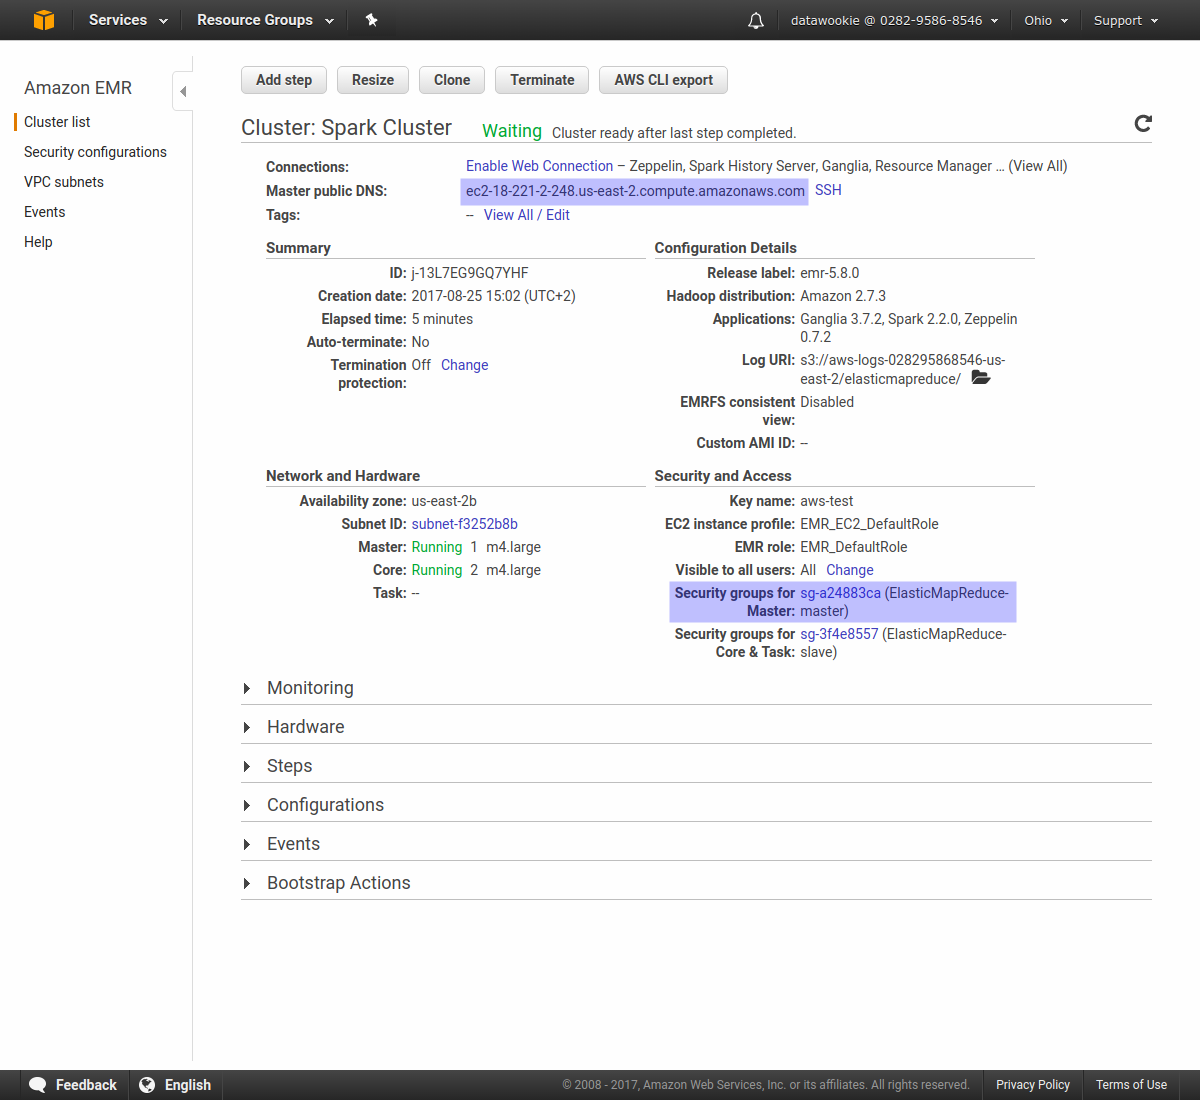 Services Resource Groups datawookie @ 0282-9586-8546 Ohio Support
Amazon EMR
Cluster list
Security configurations
VPC subnets
Events
Help
Add step Resize Clone Terminate AWS CLI export
Cluster: Spark Cluster Waiting Cluster ready after last step completed.
Connections: Enable Web Connection – Zeppelin, Spark History Server, Ganglia, Resource Manager ... (View All)
Master public DNS: ec2-18-221-2-248.us-east-2.compute.amazonaws.com SSH
Tags: -- View All / Edit
Summary
ID: j-13L7EG9GQ7YHF
Creation date: 2017-08-25 15:02 (UTC+2)
Elapsed time: 5 minutes
Auto-terminate: No
Termination Off Change
protection:
Configuration Details
Release label: emr-5.8.0
Hadoop distribution: Amazon 2.7.3
Applications: Ganglia 3.7.2, Spark 2.2.0, Zeppelin
0.7.2
Log URI: s3://aws-logs-028295868546-us-
east-2/elasticmapreduce/
EMRFS consistent Disabled
view:
Custom AMI ID: --
Network and Hardware
Availability zone: us-east-2b
Subnet ID: subnet-f3252b8b
Master: Running 1 m4.large
Core: Running 2 m4.large
Task: --
Security and Access
Key name: aws-test
EC2 instance profile: EMR_EC2_DefaultRole
EMR role: EMR_DefaultRole
Visible to all users: All Change
Security groups for sg-a24883ca (ElasticMapReduce-
Master: master)
Security groups for sg-3f4e8557 (ElasticMapReduce-
Core & Task: slave)
Monitoring
Hardware
Steps
Configurations
Events
Bootstrap Actions
Feedback English © 2008 - 2017, Amazon Web Services, Inc. or its affiliates. All rights reserved. Privacy Policy Terms of Use